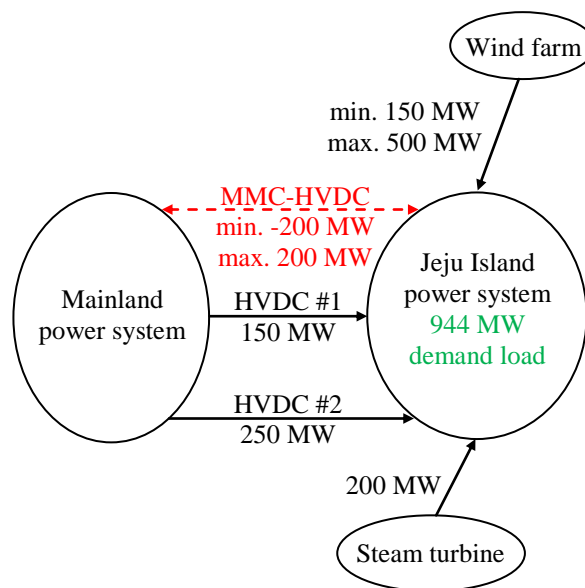 Wind farm
min. 150 MW
max. 500 MW
MMC-HVDC
min. -200 MW
max. 200 MW
Mainland
power system
HVDC #1
150 MW
Jeju Island
power system
944 MW
demand load
HVDC #2
250 MW
200 MW
Steam turbine